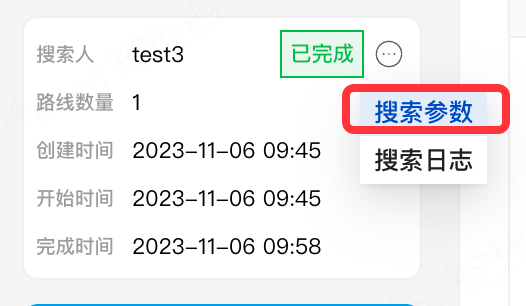 搜索人 test3 已完成
路线数量 1
搜索参数
创建时间 2023-11-06 09:45
搜索日志
开始时间 2023-11-06 09:45
完成时间 2023-11-06 09:58